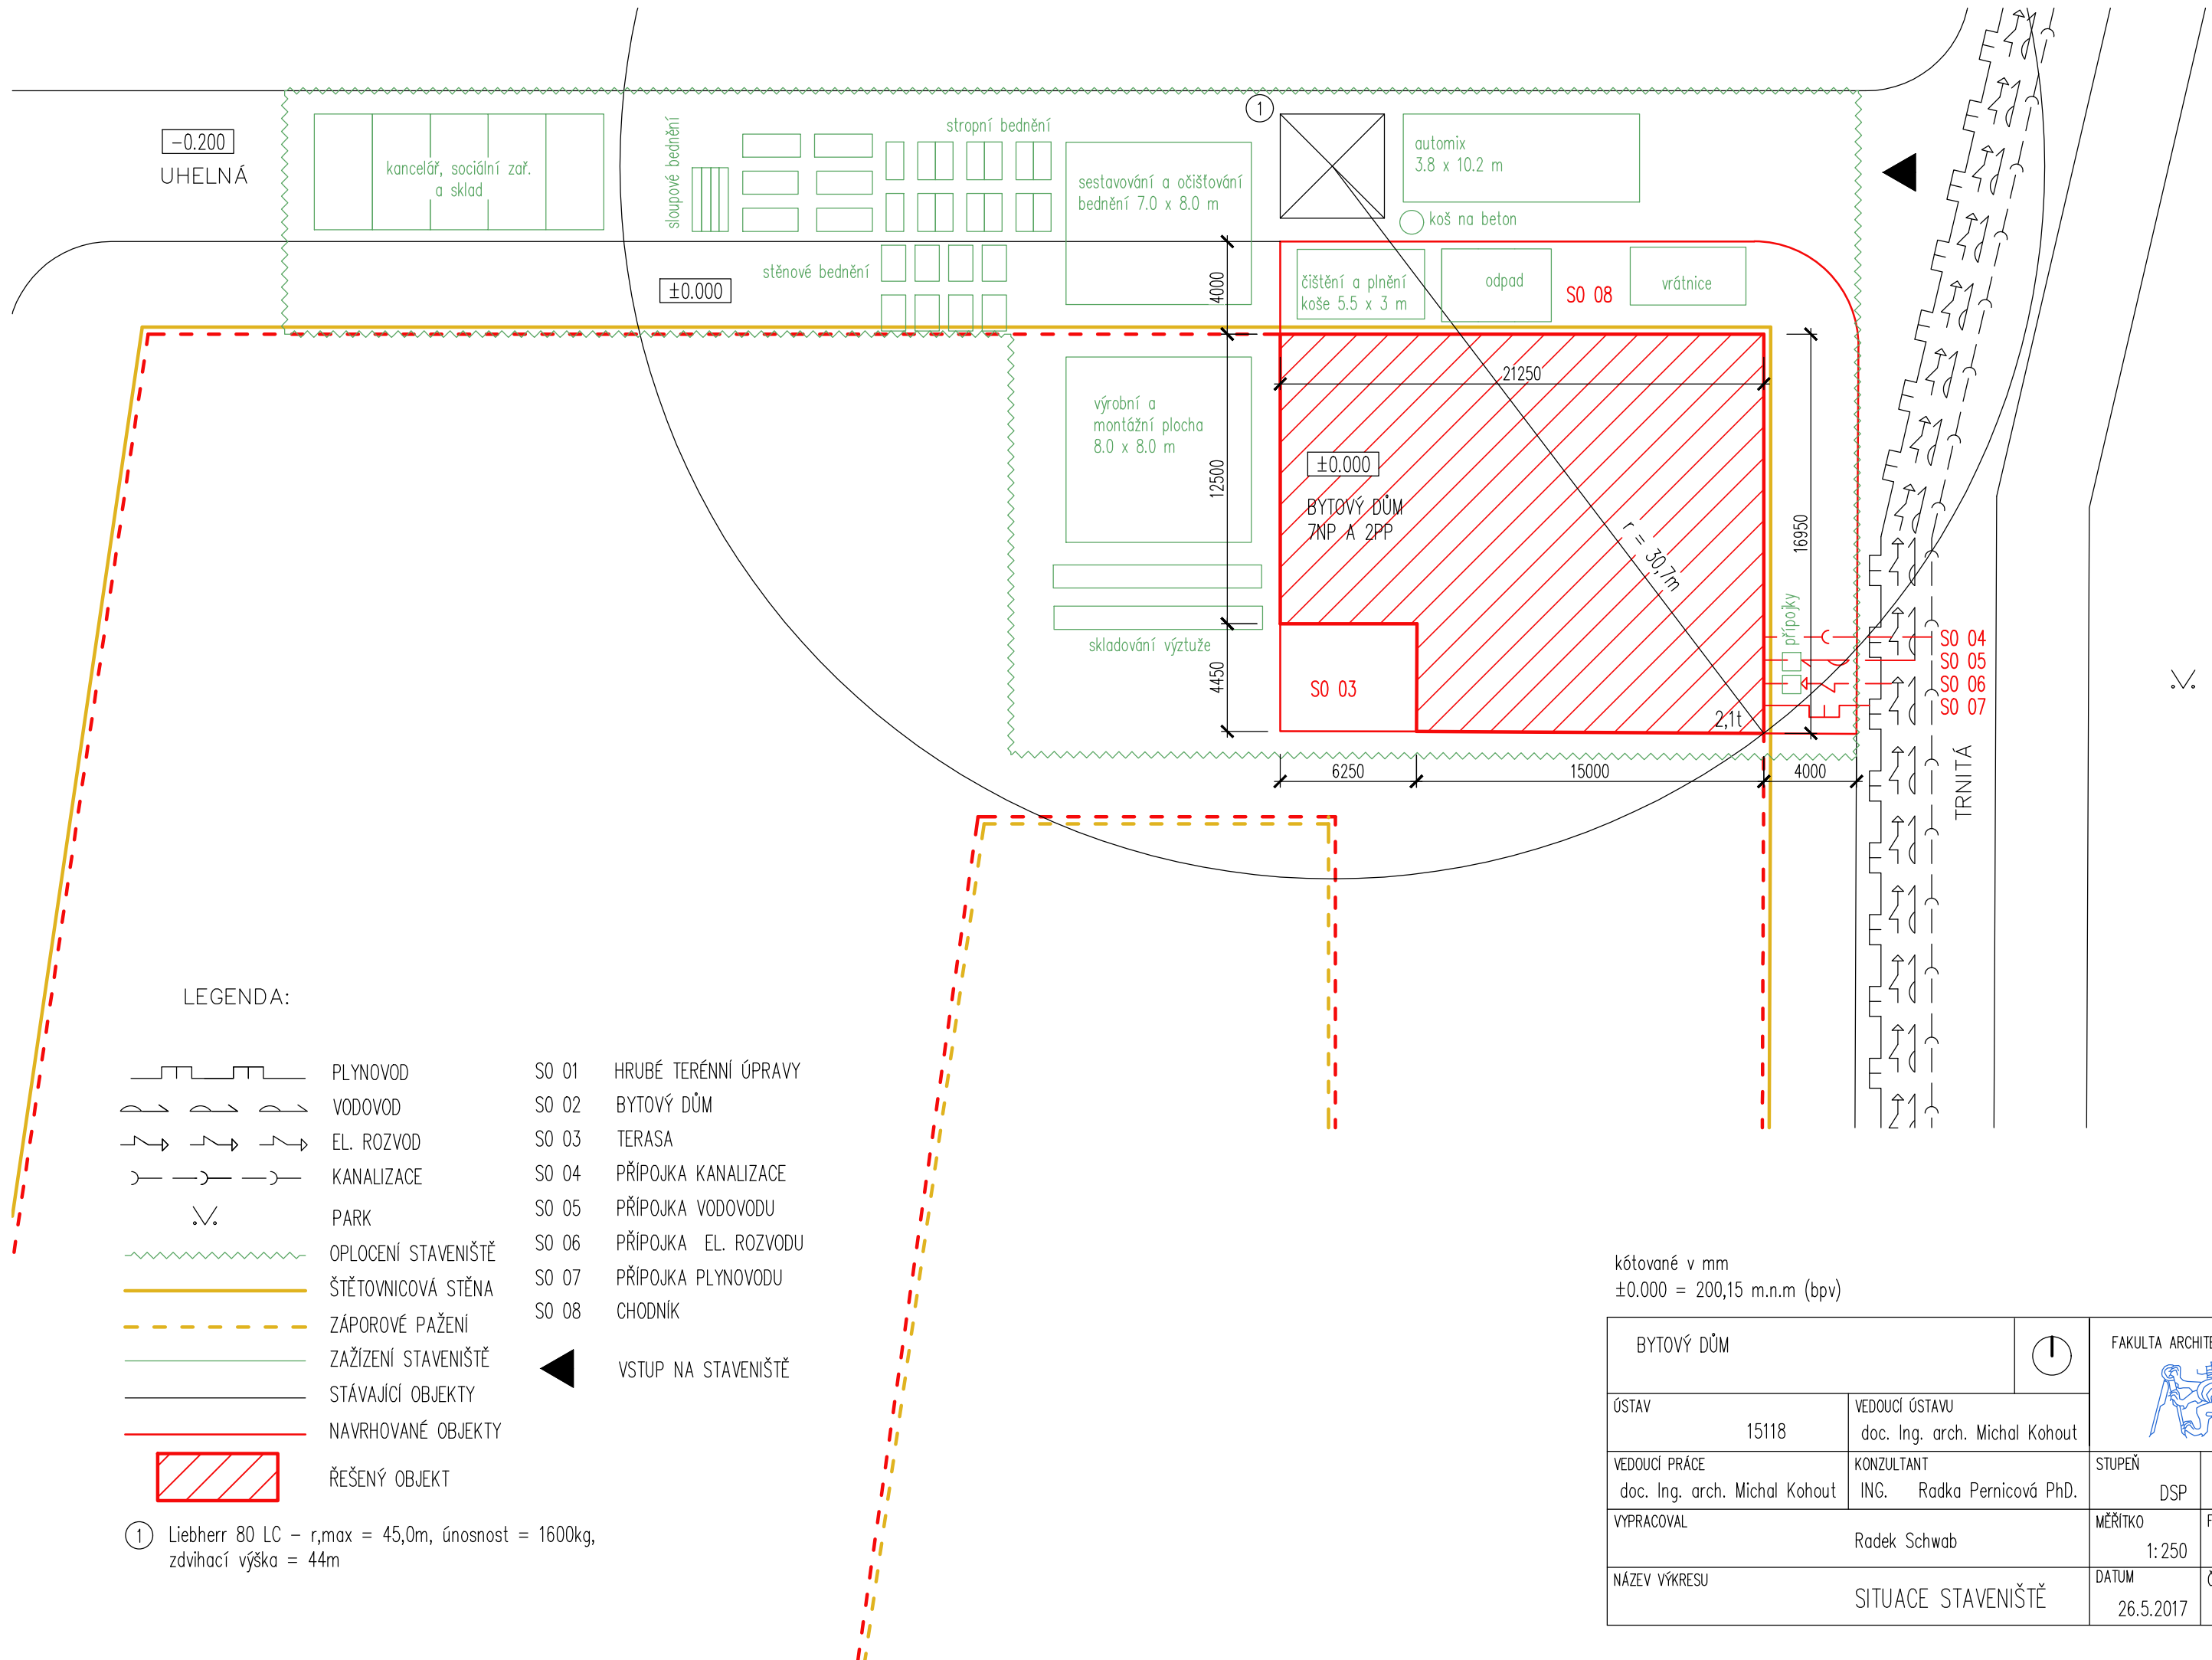 -0.200
UHELNÁ
kancelář, sociální zař.
a sklad
sloupové bednění
stropní bednění
stěnové bednění
±0.000
sestavování a očišťování
bednění 7.0 x 8.0 m
1
automix
3.8 x 10.2 m
koš na beton
čištění a plnění
koše 5.5 x 3 m
odpad
SO 08
vrátnice
4000
21250
výrobní a
montážní plocha
8.0 x 8.0 m
12500
±0.000
BYTOVÝ DŮM
7NP A 2PP
r = 30,7m
16950
přípojky
skladování výztuže
4450
SO 03
2,1t
SO 04
SO 05
SO 06
SO 07
6250
15000
4000
TRNITÁ
LEGENDA:
PLYNOVOD
VODOVOD
EL. ROZVOD
KANALIZACE
PARK
OPLOCENÍ STAVENIŠTĚ
ŠTĚTOVNICOVÁ STĚNA
ZÁPOROVÉ PAŽENÍ
ZAŽÍZENÍ STAVENIŠTĚ
STÁVAJÍCÍ OBJEKTY
NAVRHOVANÉ OBJEKTY
ŘEŠENÝ OBJEKT
SO 01 HRUBÉ TERÉNNÍ ÚPRAVY
SO 02 BYTOVÝ DŮM
SO 03 TERASA
SO 04 PŘÍPOJKA KANALIZACE
SO 05 PŘÍPOJKA VODOVODU
SO 06 PŘÍPOJKA EL. ROZVODU
SO 07 PŘÍPOJKA PLYNOVODU
SO 08 CHODNÍK
VSTUP NA STAVENIŠTĚ
1 Liebherr 80 LC - r,max = 45,0m, únosnost = 1600kg,
zdvihací výška = 44m
kótované v mm
±0.000 = 200,15 m.n.m (bpv)
BYTOVÝ DŮM
FAKULTA
ÚSTAV
15118
VEDOUCÍ ÚSTAVU
doc. Ing. arch. Michal Kohout
VEDOUCÍ PRÁCE
doc. Ing. arch. Michal Kohout
KONZULTANT
ING. Radka Pernicová PhD.
STUPEŇ
DSP
VYPRACOVAL
Radek Schwab
MĚŘÍTKO
1:250
NÁZEV VÝKRESU
SITUACE STAVENIŠTĚ
DATUM
26.5.2017